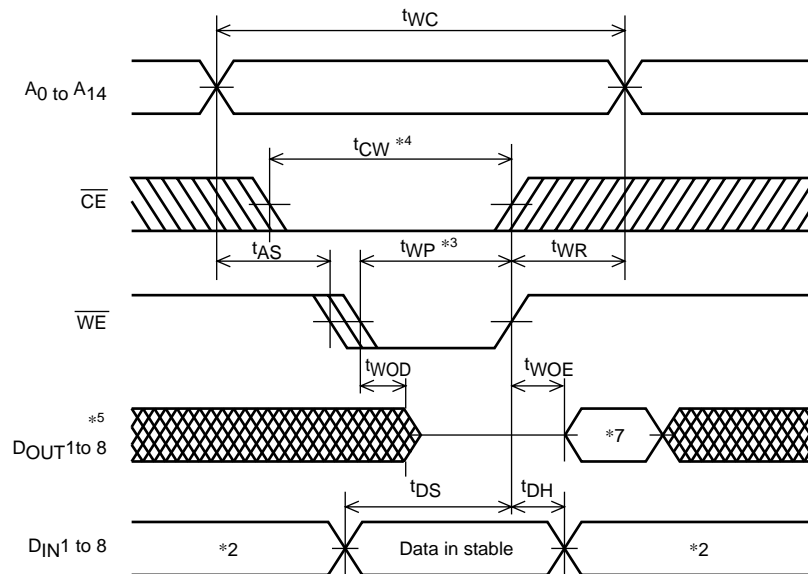 tWC
A0 to A14
tCW *4
CE
tAS
tWP *3
tWR
WE
tWOD
tWOE
*5
DOUT1to 8
*7
tDS
tDH
DIN1 to 8
*2
Data in stable
*2